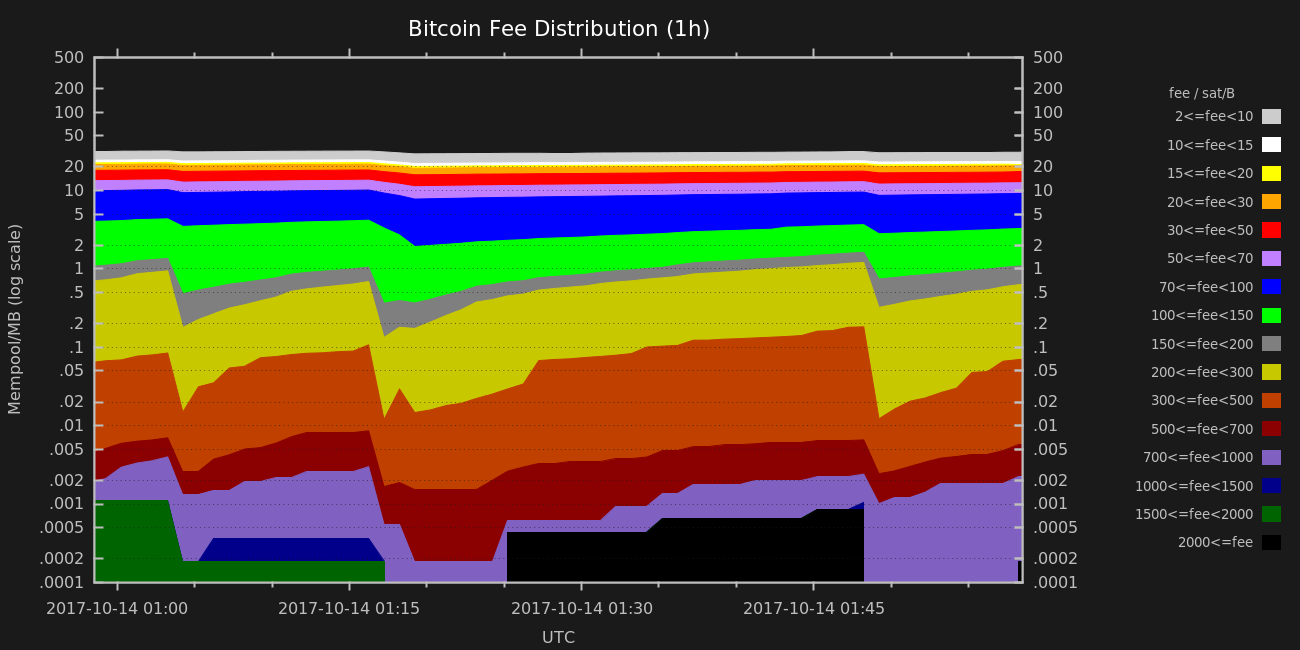 Bitcoin Fee Distribution (1h)
500
200
100
50
20
10
5
2
1
.5
.2
.1
.05
.02
.01
.005
.002
.001
.0005
.0002
.0001
Mempool/MB (log scale)
500
200
100
50
20
10
5
2
1
.5
.2
.1
.05
.02
.01
.005
.002
.001
.0005
.0002
.0001
2017-10-14 01:00 2017-10-14 01:15 2017-10-14 01:30 2017-10-14 01:45
UTC
fee / sat/B
2<=fee<10
10<=fee<15
15<=fee<20
20<=fee<30
30<=fee<50
50<=fee<70
70<=fee<100
100<=fee<150
150<=fee<200
200<=fee<300
300<=fee<500
500<=fee<700
700<=fee<1000
1000<=fee<1500
1500<=fee<2000
2000<=fee